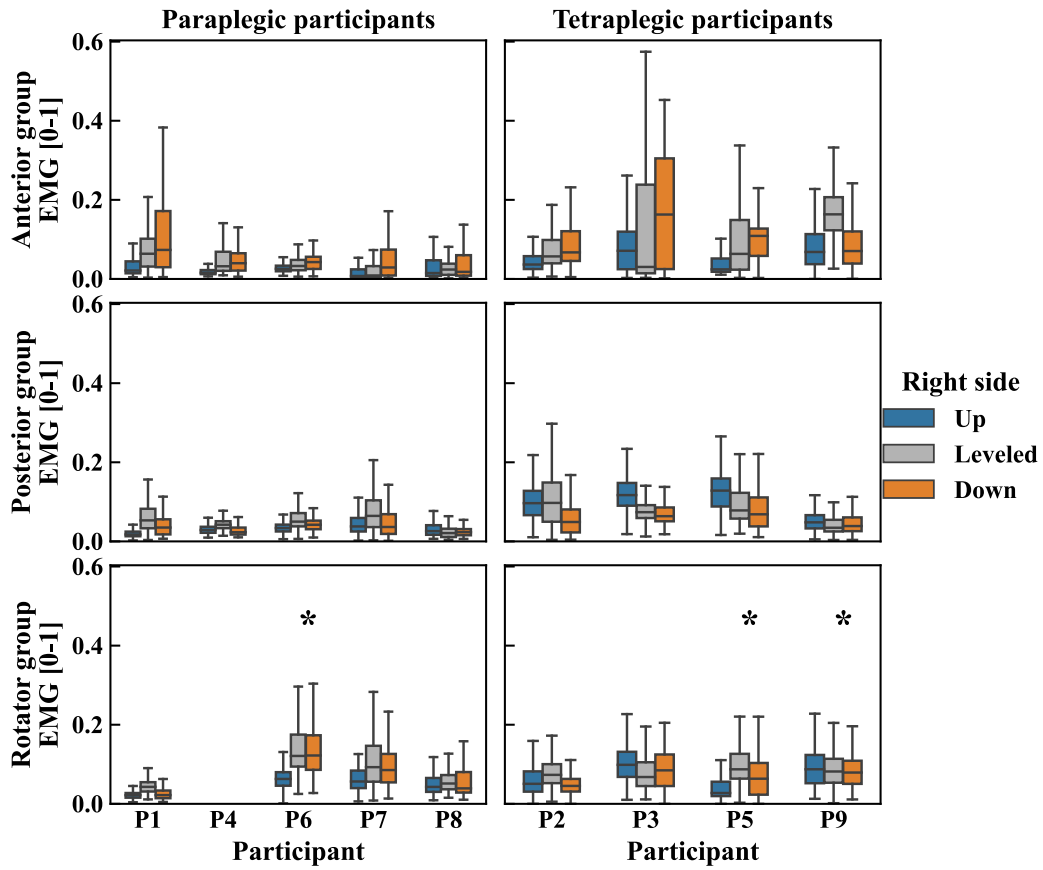 Paraplegic participants
Tetraplegic participants
Anterior group
EMG [0-1]
0.6
0.4
0.2
0.0
Posterior group
EMG [0-1]
0.6
0.4
0.2
0.0
Right side
Up
Leveled
Down
Rotator group
EMG [0-1]
0.6
0.4
0.2
0.0
*
*
*
P1 P4 P6 P7 P8
P2 P3 P5 P9
Participant
Participant